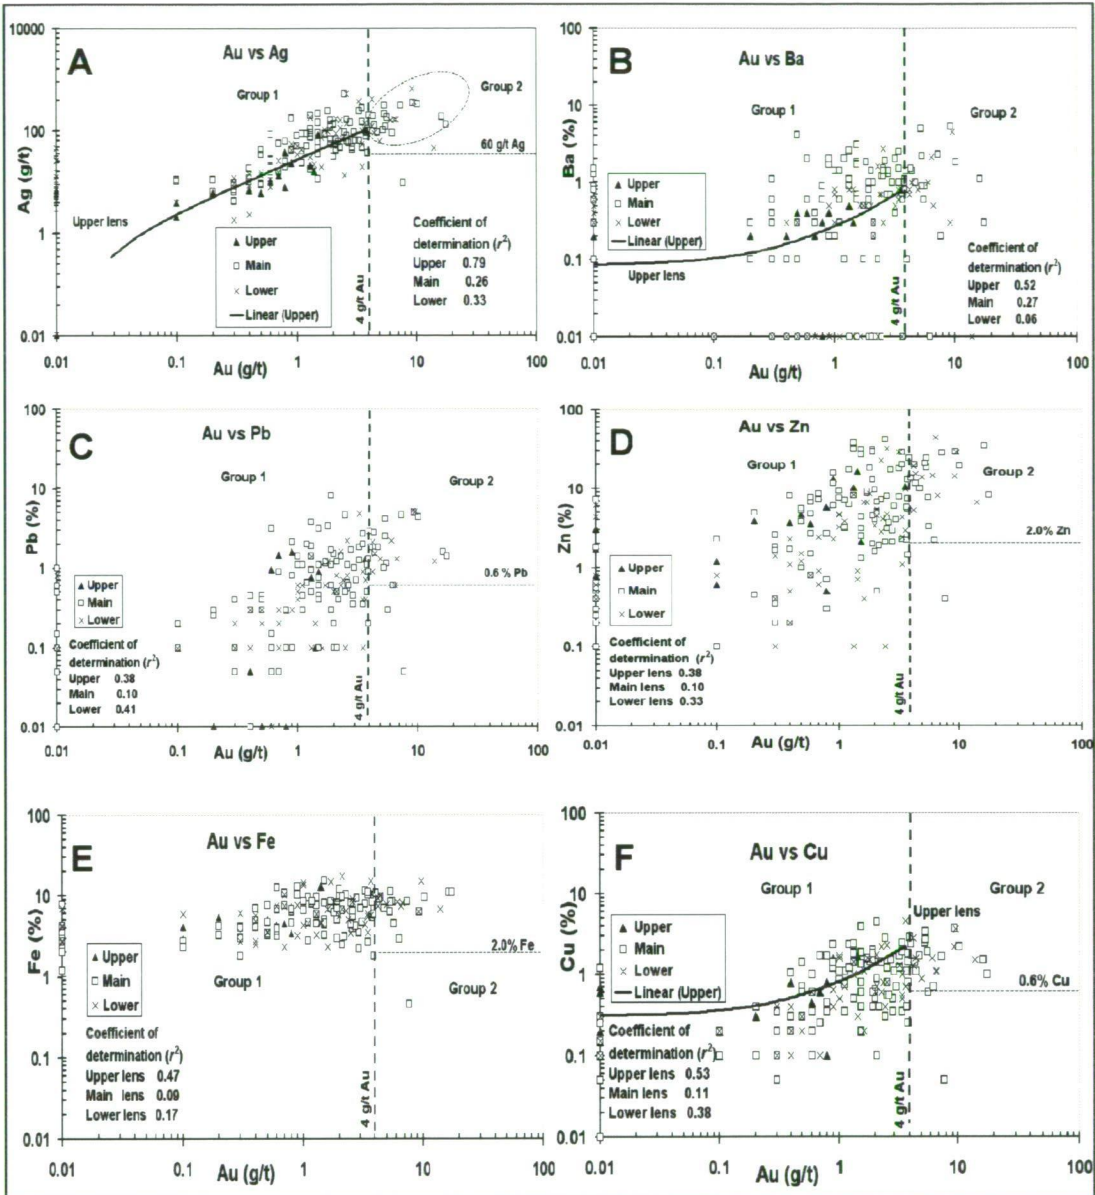 A
Au vs Ag
10000
100
1
0.01
Ag (g/t)
Group 1
Group 2
60 g/t Ag
Upper lens
Upper
Main
Lower
Linear (Upper)
Coefficient of
determination (r²)
Upper 0.79
Main 0.26
Lower 0.33
4 g/t Au
0.01 0.1 1 10 100
Au (g/t)
B
Au vs Ba
100
10
1
0.1
0.01
Ba (%)
Group 1
Group 2
Upper
Main
Lower
Linear (Upper)
Upper lens
Coefficient of
determination (r²)
Upper 0.52
Main 0.27
Lower 0.06
4 g/t Au
0.01 0.1 1 10 100
Au (g/t)
C
Au vs Pb
100
10
1
0.1
0.01
Pb (%)
Group 1
Group 2
0.6 % Pb
Upper
Main
Lower
Coefficient of
determination (r²)
Upper 0.38
Main 0.10
Lower 0.41
4 g/t Au
0.01 0.1 1 10 100
Au (g/t)
D
Au vs Zn
100
10
1
0.1
0.01
Zn (%)
Group 1
Group 2
2.0% Zn
Upper
Main
Lower
Coefficient of
determination (r²)
Upper lens 0.38
Main lens 0.10
Lower lens 0.33
4 g/t Au
0.01 0.1 1 10 100
Au (g/t)
E
Au vs Fe
100
10
1
0.1
0.01
Fe (%)
2.0% Fe
Group 1
Group 2
Upper
Main
Lower
Coefficient of
determination (r²)
Upper lens 0.47
Main lens 0.09
Lower lens 0.17
4 g/t Au
0.01 0.1 1 10 100
Au (g/t)
F
Au vs Cu
100
10
1
0.1
0.01
Cu (%)
Group 1
Group 2
Upper lens
0.6% Cu
Upper
Main
Lower
Linear (Upper)
Coefficient of
determination (r²)
Upper lens 0.53
Main lens 0.11
Lower lens 0.38
4 g/t Au
0.01 0.1 1 10 100
Au (g/t)